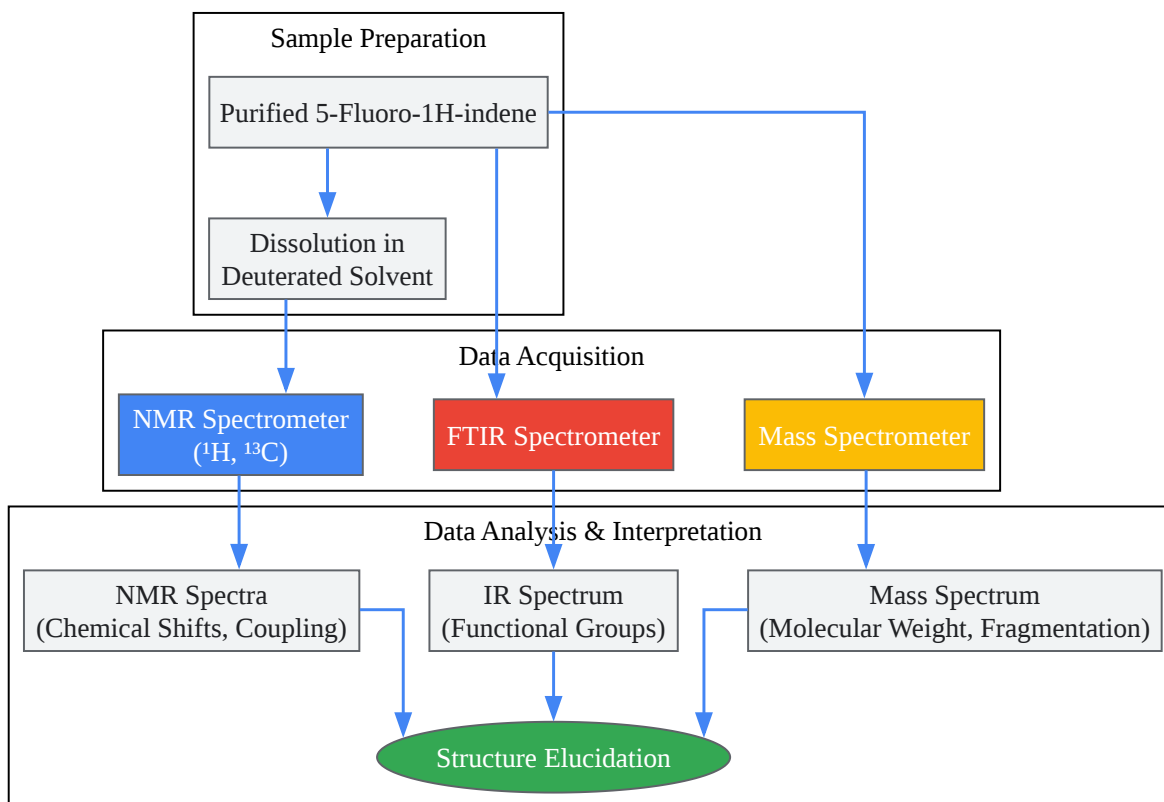 Sample Preparation
Purified 5-Fluoro-1H-indene
Dissolution in
Deuterated Solvent
Data Acquisition
NMR Spectrometer
(¹H, ¹³C)
FTIR Spectrometer
Mass Spectrometer
Data Analysis & Interpretation
NMR Spectra
(Chemical Shifts, Coupling)
IR Spectrum
(Functional Groups)
Mass Spectrum
(Molecular Weight, Fragmentation)
Structure Elucidation